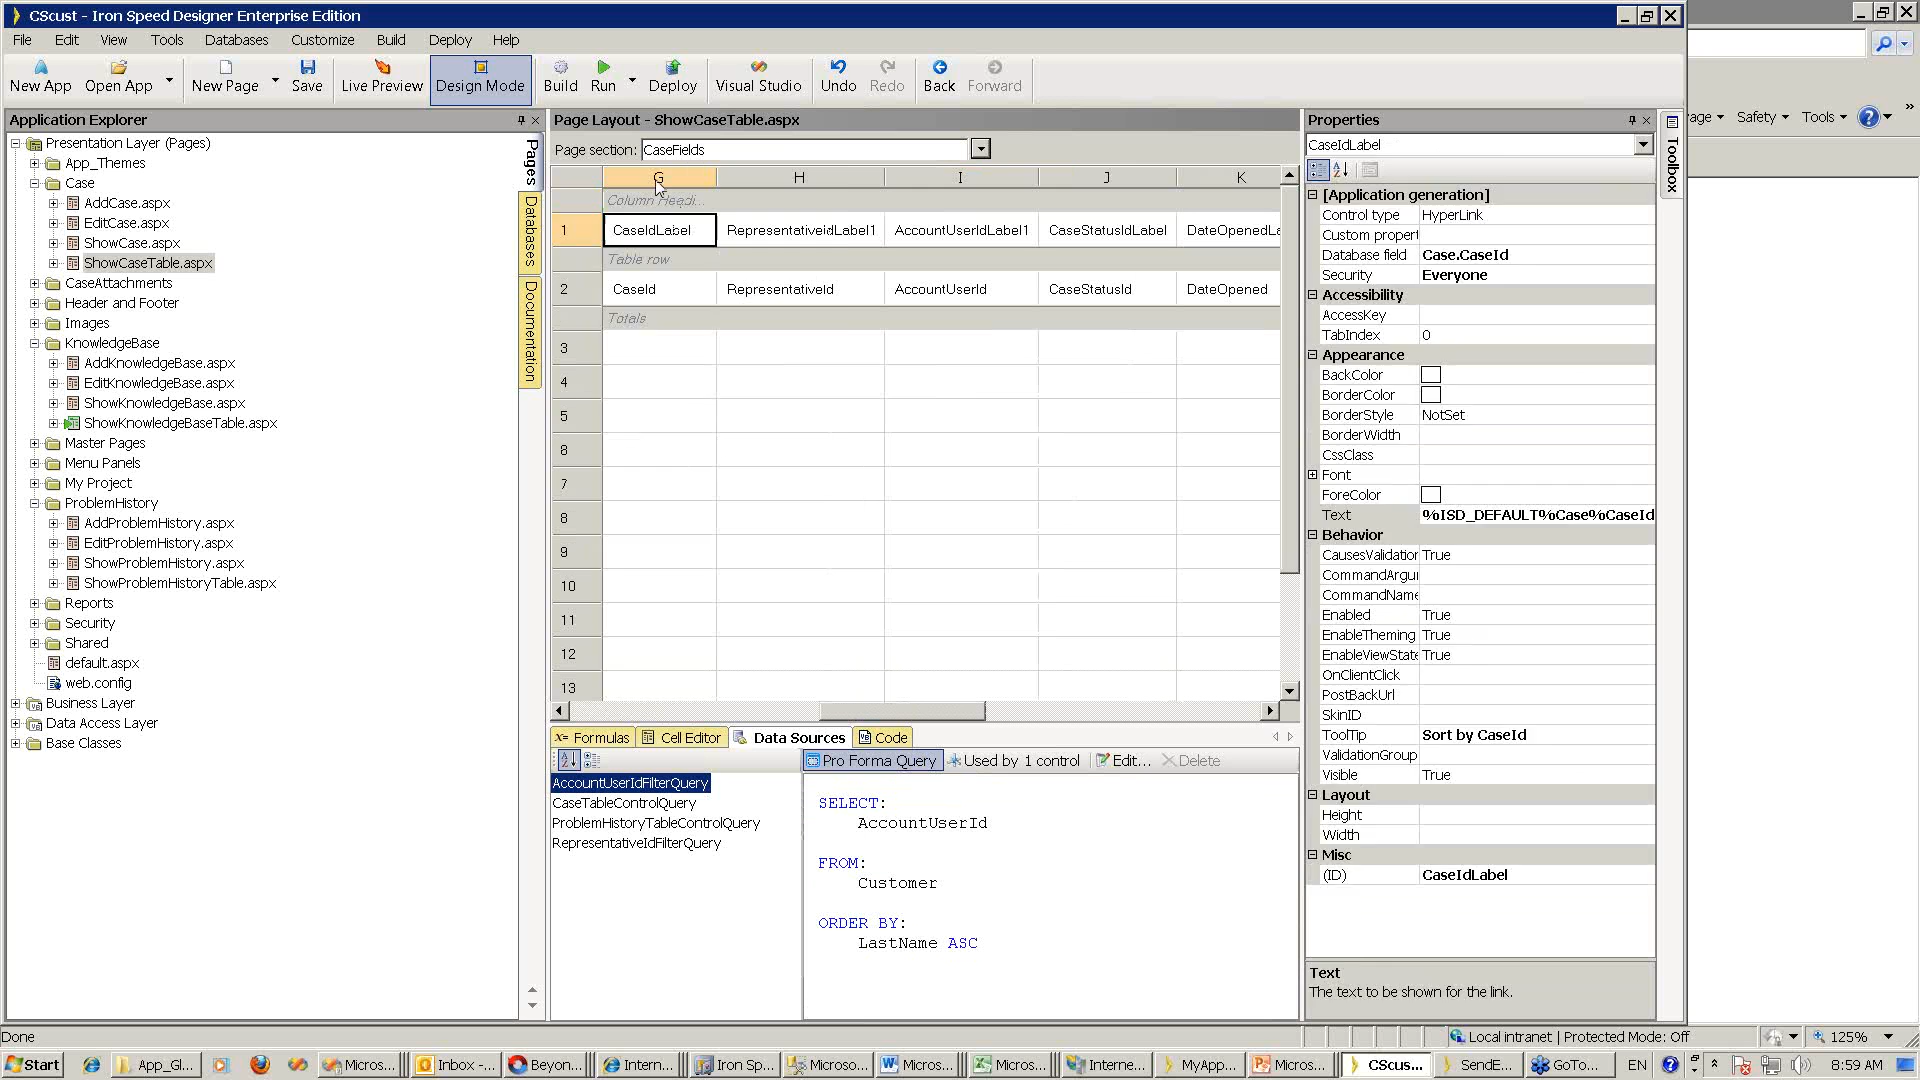 CScust - Iron Speed Designer Enterprise Edition
File Edit View Tools Databases Customize Build Deploy Help
New App Open App New Page Save Live Preview Design Mode Build Run Deploy Visual Studio Undo Redo Back Forward
Safety Tools
Application Explorer
Presentation Layer (Pages)
App_Themes
Case
AddCase.aspx
EditCase.aspx
ShowCase.aspx
ShowCaseTable.aspx
CaseAttachments
Header and Footer
Images
KnowledgeBase
AddKnowledgeBase.aspx
EditKnowledgeBase.aspx
ShowKnowledgeBase.aspx
ShowKnowledgeBaseTable.aspx
Master Pages
Menu Panels
My Project
ProblemHistory
AddProblemHistory.aspx
EditProblemHistory.aspx
ShowProblemHistory.aspx
ShowProblemHistoryTable.aspx
Reports
Security
Shared
default.aspx
web.config
Business Layer
Data Access Layer
Base Classes
Pages
Databases
Documentation
Page Layout - ShowCaseTable.aspx
Page section: CaseFields
G H I J K
Column Headi...
1 CaseIdLabel RepresentativeIdLabel1 AccountUserIdLabel1 CaseStatusIdLabel DateOpenedLa
Table row
2 CaseId RepresentativeId AccountUserId CaseStatusId DateOpened
Totals
3
4
5
8
7
8
9
10
11
12
13
Formulas Cell Editor Data Sources Code
Pro Forma Query Used by 1 control Edit... Delete
AccountUserIdFilterQuery
CaseTableControlQuery
ProblemHistoryTableControlQuery
RepresentativeIdFilterQuery
SELECT:
AccountUserId
FROM:
Customer
ORDER BY:
LastName ASC
Properties
CaseIdLabel
[Application generation]
Control type HyperLink
Custom propert
Database field Case.CaseId
Security Everyone
Accessibility
AccessKey
TabIndex 0
Appearance
BackColor
BorderColor
BorderStyle NotSet
BorderWidth
CssClass
Font
ForeColor
Text %ISD_DEFAULT%Case%CaseId
Behavior
CausesValidation True
CommandArgu
CommandName
Enabled True
EnableTheming True
EnableViewState True
OnClientClick
PostBackUrl
SkinID
ToolTip Sort by CaseId
ValidationGroup
Visible True
Layout
Height
Width
Misc
(ID) CaseIdLabel
Text
The text to be shown for the link.
Toolbox
Done
Local intranet | Protected Mode: Off
125%
Start App_Gl... Micros... Inbox -... Beyon... Intern... Iron Sp... Microso... Micros... Micros... Interne... MyApp... Micros... CScus... SendE... GoTo... EN 8:59 AM